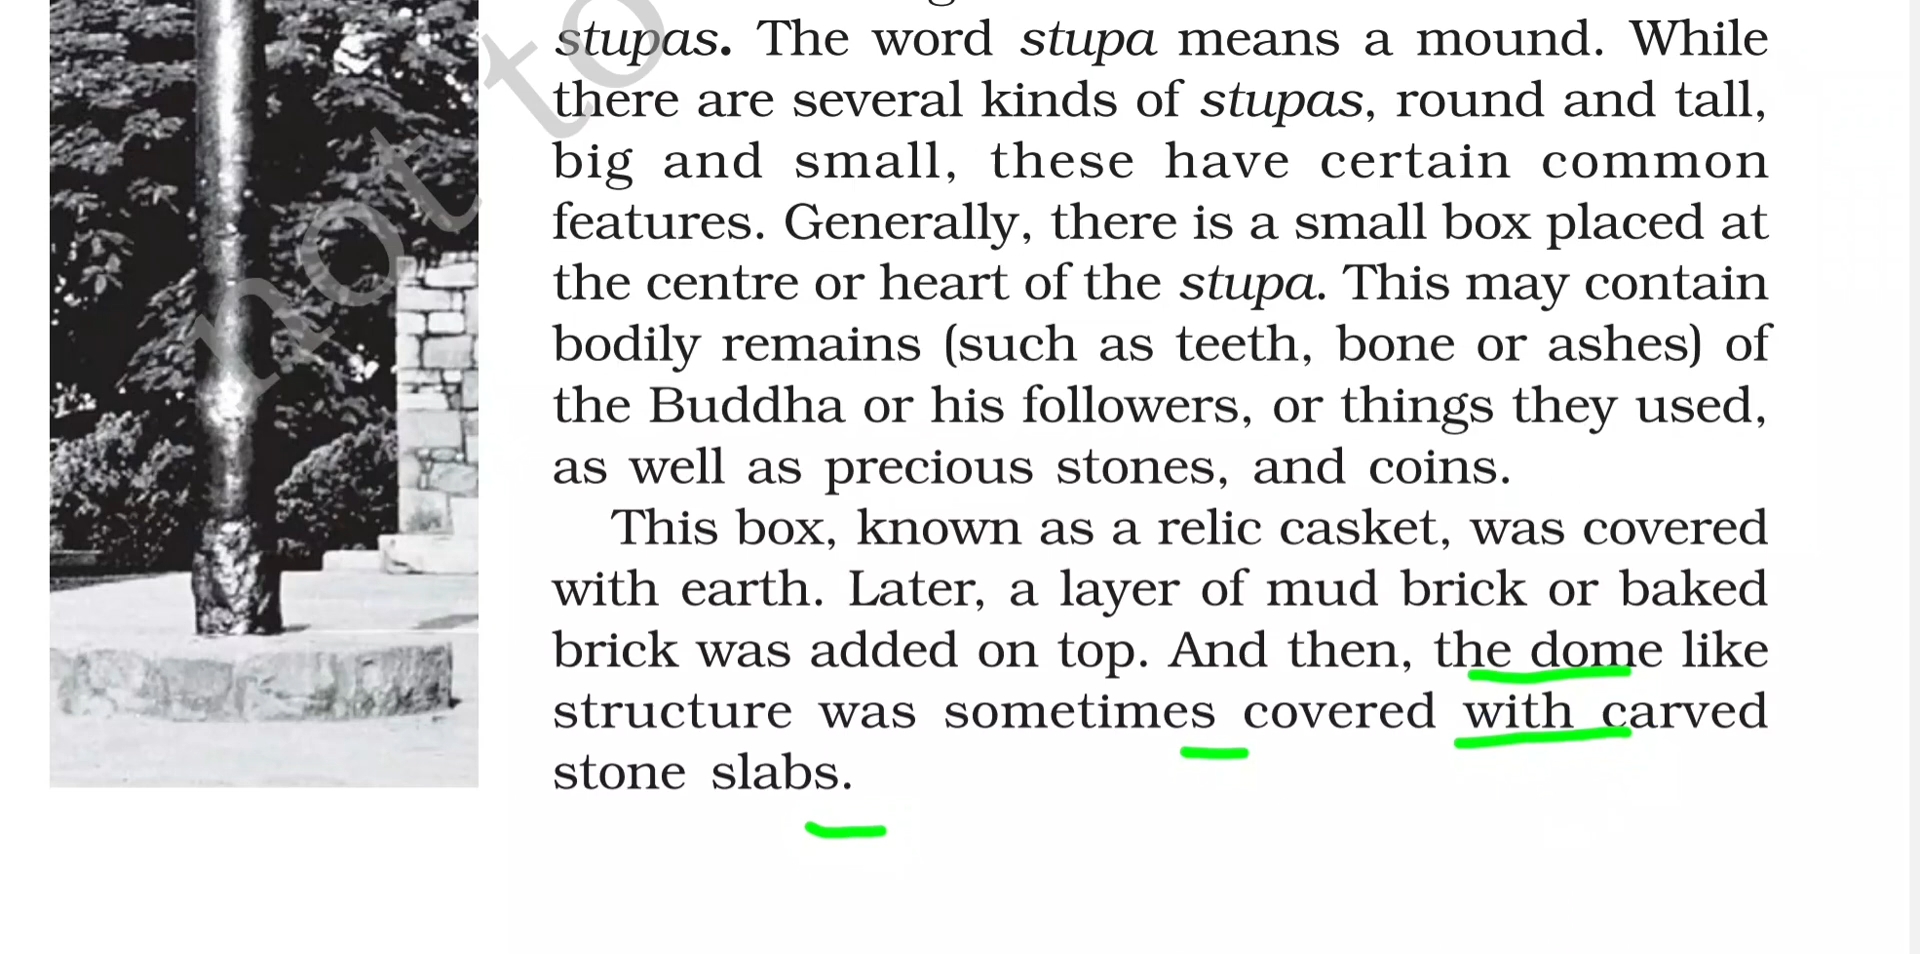 stupas. The word stupa means a mound. While
there are several kinds of stupas, round and tall,
big and small, these have certain common
features. Generally, there is a small box placed at
the centre or heart of the stupa. This may contain
bodily remains (such as teeth, bone or ashes) of
the Buddha or his followers, or things they used,
as well as precious stones, and coins.
This box, known as a relic casket, was covered
with earth. Later, a layer of mud brick or baked
brick was added on top. And then, the dome like
structure was sometimes covered with carved
stone slabs.
not to